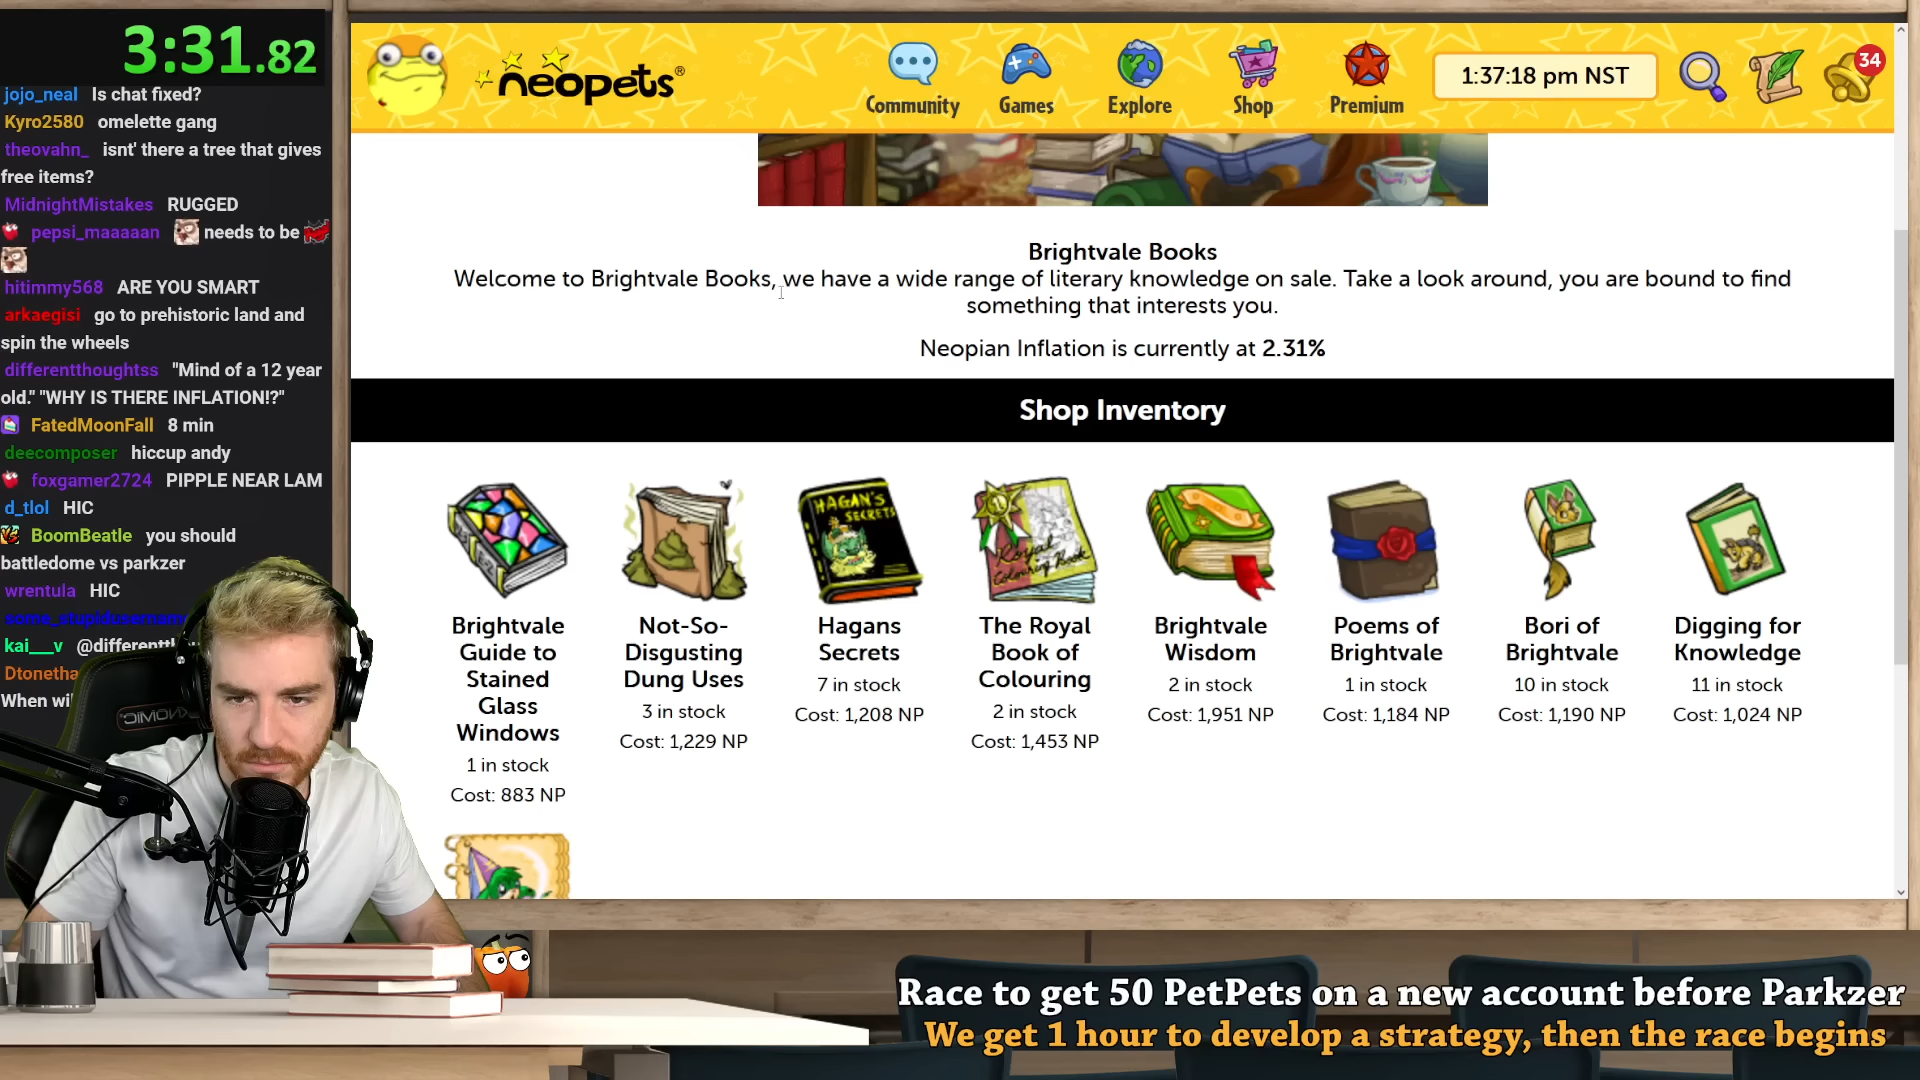 3:31.82
jojo_neal Is chat fixed?
Kyro2580 omelette gang
theovahn_ isnt' there a tree that gives
free items?
MidnightMistakes RUGGED
pepsi_maaaaan needs to be
hitimmy568 ARE YOU SMART
arkaegisi go to prehistoric land and
spin the wheels
differentthoughtss "Mind of a 12 year
old." "WHY IS THERE INFLATION!?"
FatedMoonFall 8 min
deecomposer hiccup andy
foxgamer2724 PIPPLE NEAR LAM
d_tlol HIC
BoomBeatle you should
battledome vs parkzer
wrentula HIC
some_stupidusername
kai___v @differentt
Dtonetha
When wi
neopets®
Community
Games
Explore
Shop
Premium
1:37:18 pm NST
34
Brightvale Books
Welcome to Brightvale Books, we have a wide range of literary knowledge on sale. Take a look around, you are bound to find
something that interests you.
Neopian Inflation is currently at 2.31%
Shop Inventory
HAGAN'S
SECRETS
Royal
Colouring Book
Brightvale
Guide to
Stained
Glass
Windows
1 in stock
Cost: 883 NP
Not-So-
Disgusting
Dung Uses
3 in stock
Cost: 1,229 NP
Hagans
Secrets
7 in stock
Cost: 1,208 NP
The Royal
Book of
Colouring
2 in stock
Cost: 1,453 NP
Brightvale
Wisdom
2 in stock
Cost: 1,951 NP
Poems of
Brightvale
1 in stock
Cost: 1,184 NP
Bori of
Brightvale
10 in stock
Cost: 1,190 NP
Digging for
Knowledge
11 in stock
Cost: 1,024 NP
Race to get 50 PetPets on a new account before Parkzer
We get 1 hour to develop a strategy, then the race begins